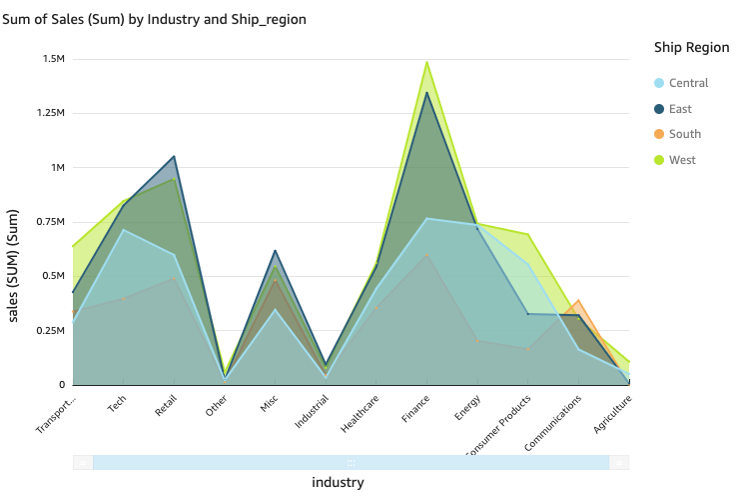 Sum of Sales (Sum) by Industry and Ship_region
Ship Region
Central
East
South
West
sales (SUM) (Sum)
1.5M
1.25M
1M
0.75M
0.5M
0.25M
0
Transport...
Tech
Retail
Other
Misc
Industrial
Healthcare
Finance
Energy
onsumer Products
Communications
Agriculture
industry